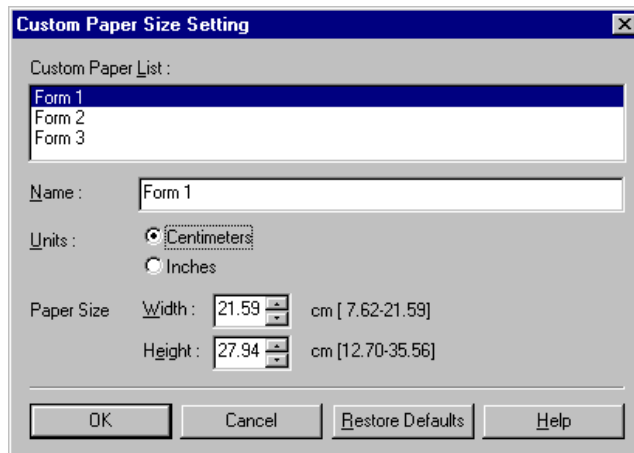 Custom Paper Size Setting
Custom Paper List :
Form 1
Form 2
Form 3
Name : Form 1
Units : Centimeters
Inches
Paper Size Width : 21.59 cm [ 7.62-21.59]
Height : 27.94 cm [12.70-35.56]
OK Cancel Restore Defaults Help